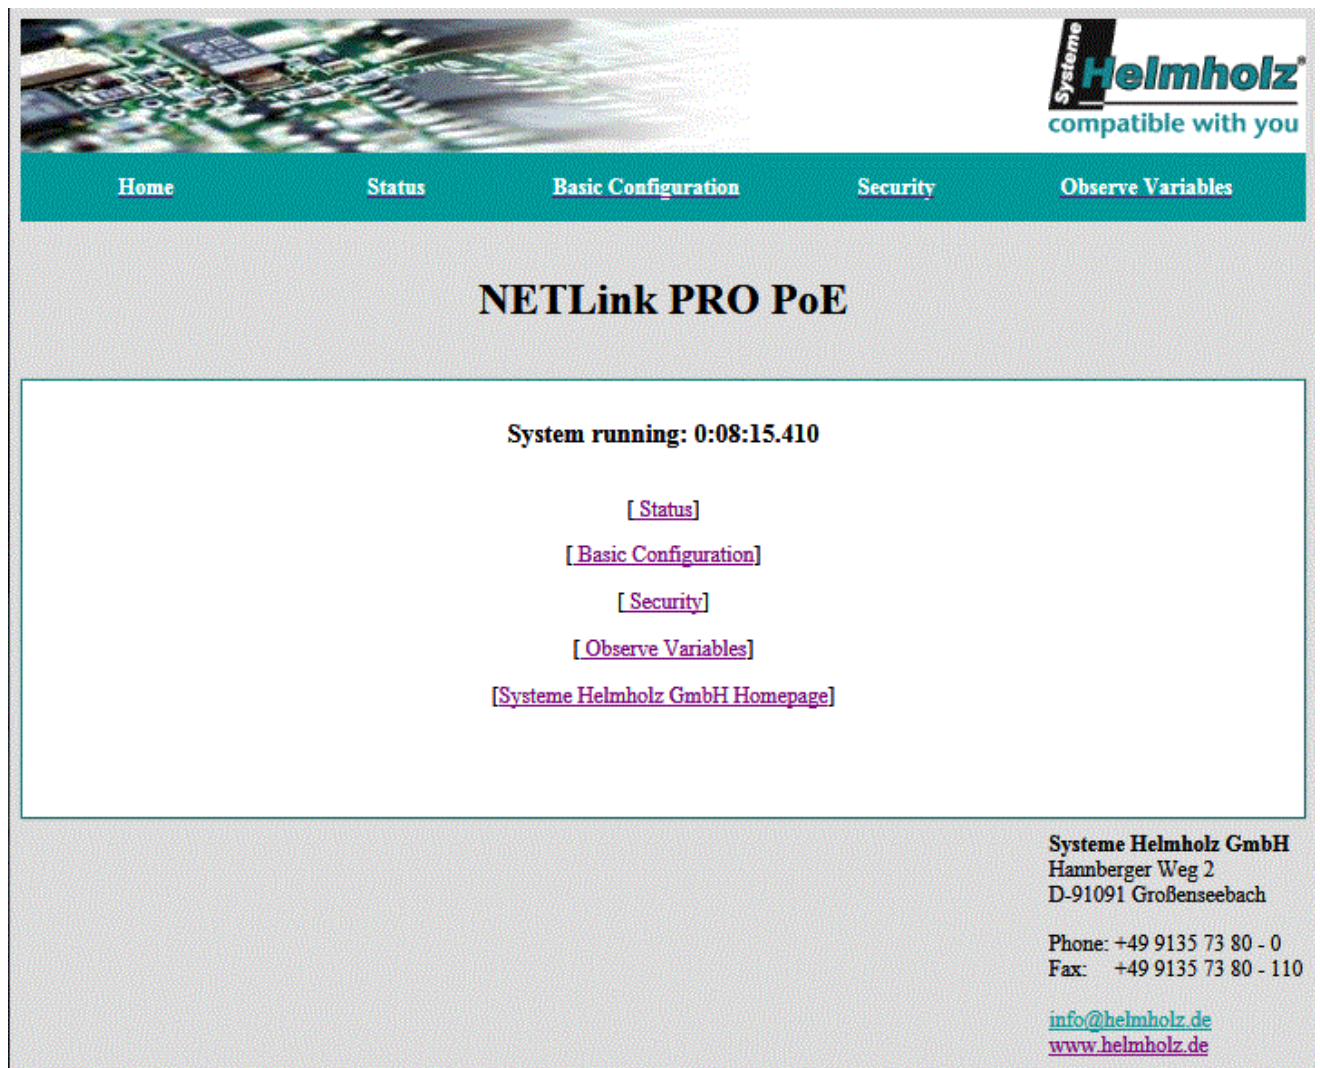 Systeme
Helmholz®
compatible with you
Home Status Basic Configuration Security Observe Variables
NETLink PRO PoE
System running: 0:08:15.410
[ Status]
[ Basic Configuration]
[ Security]
[ Observe Variables]
[Systeme Helmholz GmbH Homepage]
Systeme Helmholz GmbH
Hannberger Weg 2
D-91091 Großenseebach
Phone: +49 9135 73 80 - 0
Fax: +49 9135 73 80 - 110
info@helmholz.de
www.helmholz.de